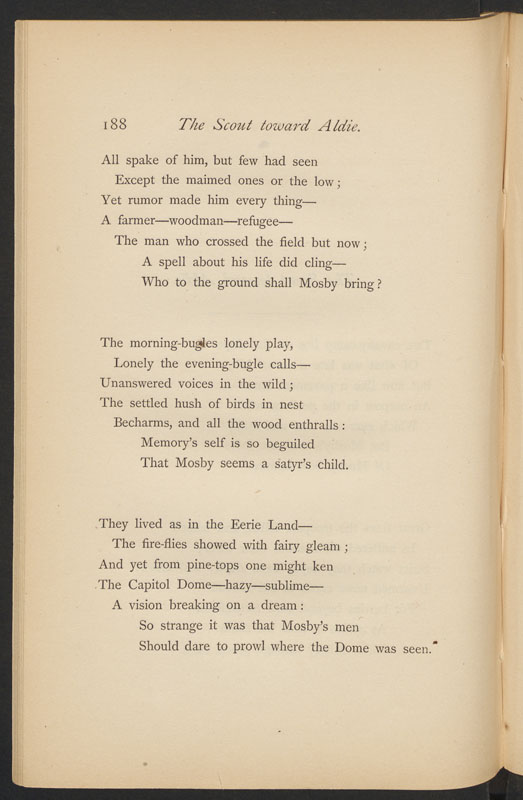 188 The Scout toward Aldie.
All spake of him, but few had seen
Except the maimed ones or the low;
Yet rumor made him every thing—
A farmer—woodman—refugee—
The man who crossed the field but now;
A spell about his life did cling—
Who to the ground shall Mosby bring?
The morning-bugles lonely play,
Lonely the evening-bugle calls—
Unanswered voices in the wild;
The settled hush of birds in nest
Becharms, and all the wood enthralls:
Memory's self is so beguiled
That Mosby seems a satyr's child.
They lived as in the Eerie Land—
The fire-flies showed with fairy gleam;
And yet from pine-tops one might ken
The Capitol Dome—hazy—sublime—
A vision breaking on a dream:
So strange it was that Mosby's men
Should dare to prowl where the Dome was seen.